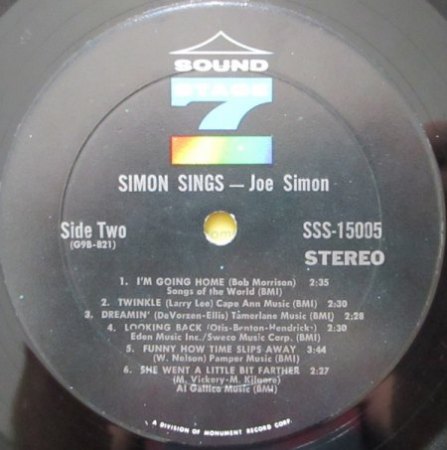 SOUND
STAGE
7
SIMON SINGS — Joe Simon
Side Two
(G9B-821)
SSS-15005
STEREO
1. I'M GOING HOME (Bob Morrison) 2:35
Songs of the World (BMI)
2. TWINKLE (Larry Lee) Cape Ann Music (BMI) 2:30
3. DREAMIN' (DeVorzen-Ellis) Tamerlane Music (BMI) 2:28
4. LOOKING BACK (Otis-Benton-Hendrick)
Eden Music Inc./Sweco Music Corp. (BMI) 2:30
5. FUNNY HOW TIME SLIPS AWAY 3:44
(W. Nelson) Pamper Music (BMI)
6. SHE WENT A LITTLE BIT FARTHER 2:27
(M. Vickery-M. Kilgore)
Al Gallico Music (BMI)
A DIVISION OF MONUMENT RECORD CORP.